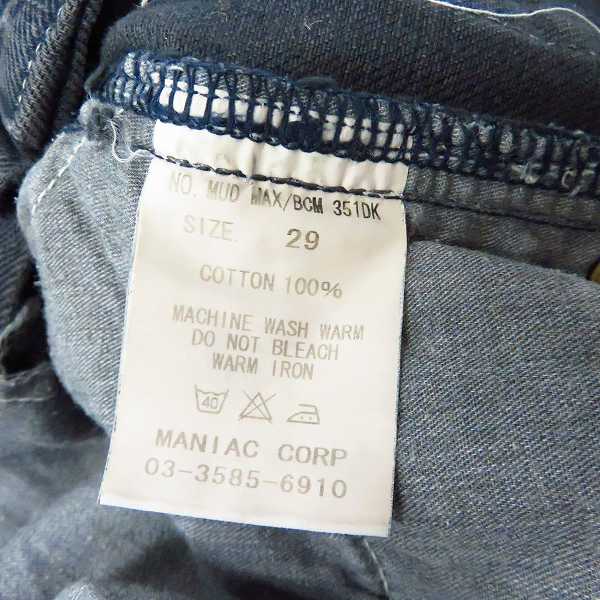 NO. MUD MAX/BCM 351DK
SIZE. 29
COTTON 100%
MACHINE WASH WARM
DO NOT BLEACH
WARM IRON
40
MANIAC CORP
03-3585-6910